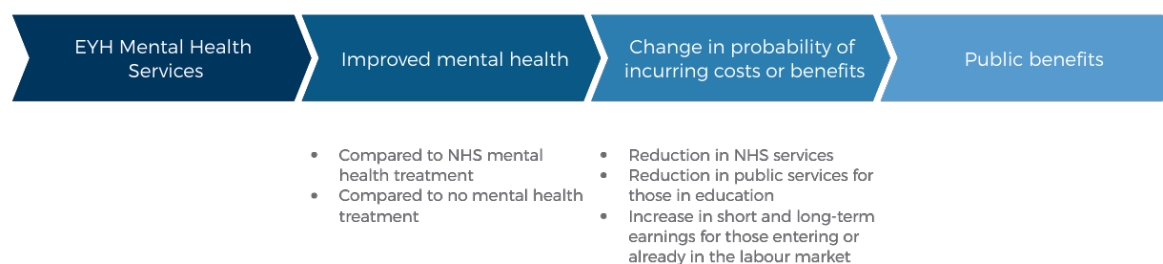 EYH Mental Health
Services
Improved mental health
Change in probability of
incurring costs or benefits
Public benefits
• Compared to NHS mental
health treatment
• Compared to no mental health
treatment
• Reduction in NHS services
• Reduction in public services for
those in education
• Increase in short and long-term
earnings for those entering or
already in the labour market